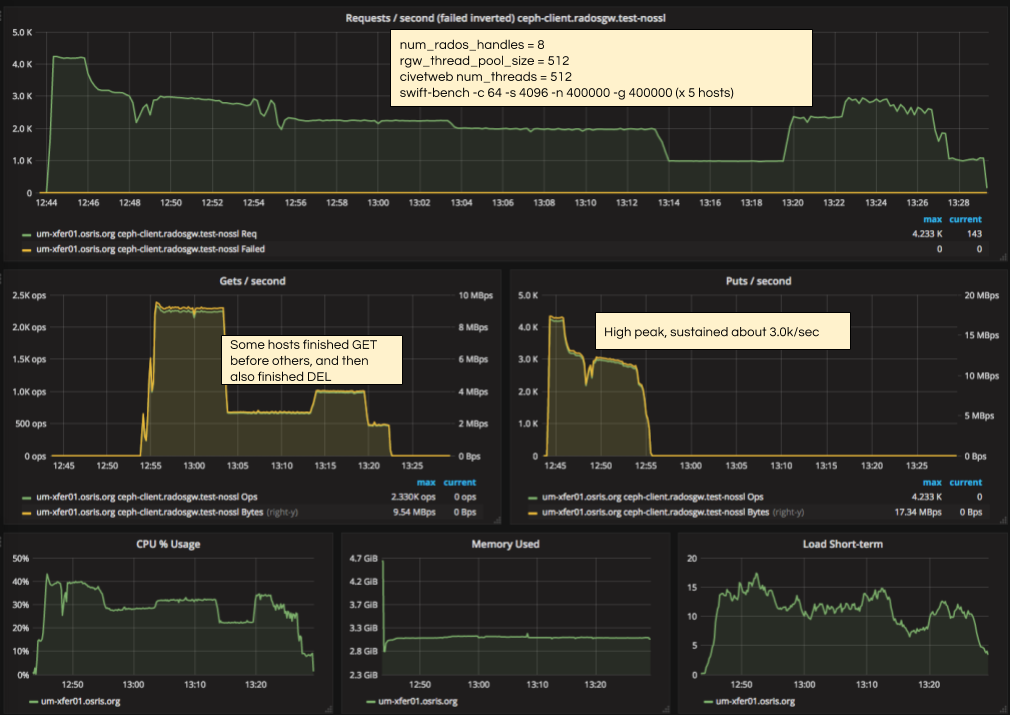 Requests / second (failed inverted) ceph-client.radosgw.test-nossl
num_rados_handles = 8
rgw_thread_pool_size = 512
civetweb num_threads = 512
swift-bench -c 64 -s 4096 -n 400000 -g 400000 (x 5 hosts)
5.0 K
4.0 K
3.0 K
2.0 K
1.0 K
0
12:44 12:46 12:48 12:50 12:52 12:54 12:56 12:58 13:00 13:02 13:04 13:06 13:08 13:10 13:12 13:14 13:16 13:18 13:20 13:22 13:24 13:26 13:28
max current
um-xfer01.osris.org ceph-client.radosgw.test-nossl Req 4.233 K 143
um-xfer01.osris.org ceph-client.radosgw.test-nossl Failed 0 0
Gets / second
2.5K ops
2.0K ops
1.5K ops
1.0K ops
500 ops
0 ops
10 MBps
8 MBps
6 MBps
4 MBps
2 MBps
0 Bps
Some hosts finished GET
before others, and then
also finished DEL
12:45 12:50 12:55 13:00 13:05 13:10 13:15 13:20 13:25
max current
um-xfer01.osris.org ceph-client.radosgw.test-nossl Ops 2.330K ops 0 ops
um-xfer01.osris.org ceph-client.radosgw.test-nossl Bytes (right-y) 9.54 MBps 0 Bps
Puts / second
5.0 K
4.0 K
3.0 K
2.0 K
1.0 K
0
20 MBps
15 MBps
10 MBps
5 MBps
0 Bps
High peak, sustained about 3.0k/sec
12:45 12:50 12:55 13:00 13:05 13:10 13:15 13:20 13:25
max current
um-xfer01.osris.org ceph-client.radosgw.test-nossl Ops 4.233 K 0
um-xfer01.osris.org ceph-client.radosgw.test-nossl Bytes (right-y) 17.34 MBps 0 Bps
CPU % Usage
50%
40%
30%
20%
10%
0%
12:50 13:00 13:10 13:20
um-xfer01.osris.org
Memory Used
4.7 GiB
4.2 GiB
3.7 GiB
3.3 GiB
2.8 GiB
2.3 GiB
12:50 13:00 13:10 13:20
um-xfer01.osris.org
Load Short-term
20
15
10
5
0
12:50 13:00 13:10 13:20
um-xfer01.osris.org